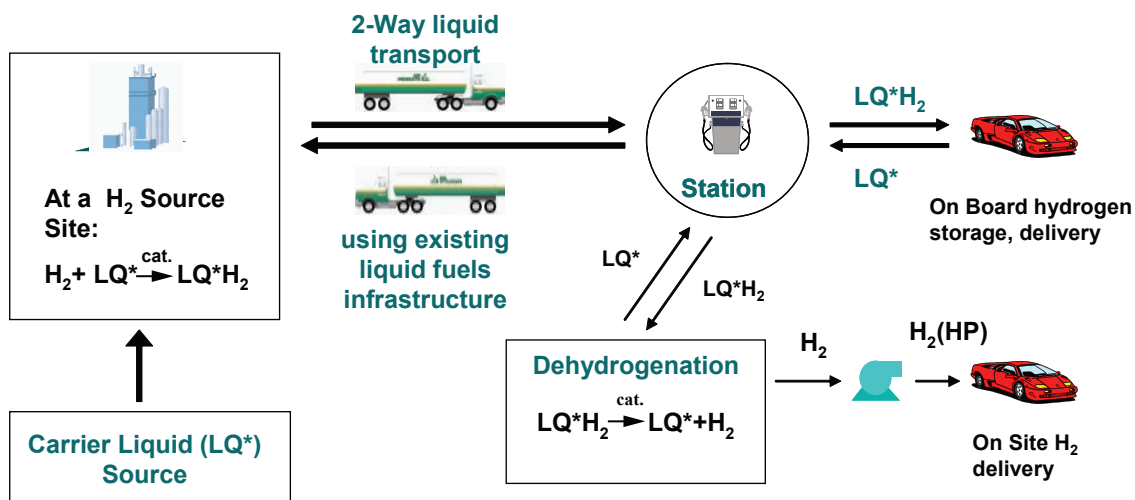 2-Way liquid
transport
At a H₂ Source
Site:
H₂+ LQ* cat.→ LQ*H₂
using existing
liquid fuels
infrastructure
Station
LQ*H₂
LQ*
On Board hydrogen
storage, delivery
LQ*
LQ*H₂
Carrier Liquid (LQ*)
Source
Dehydrogenation
cat.
LQ*H₂→LQ*+H₂
H₂
H₂(HP)
On Site H₂
delivery